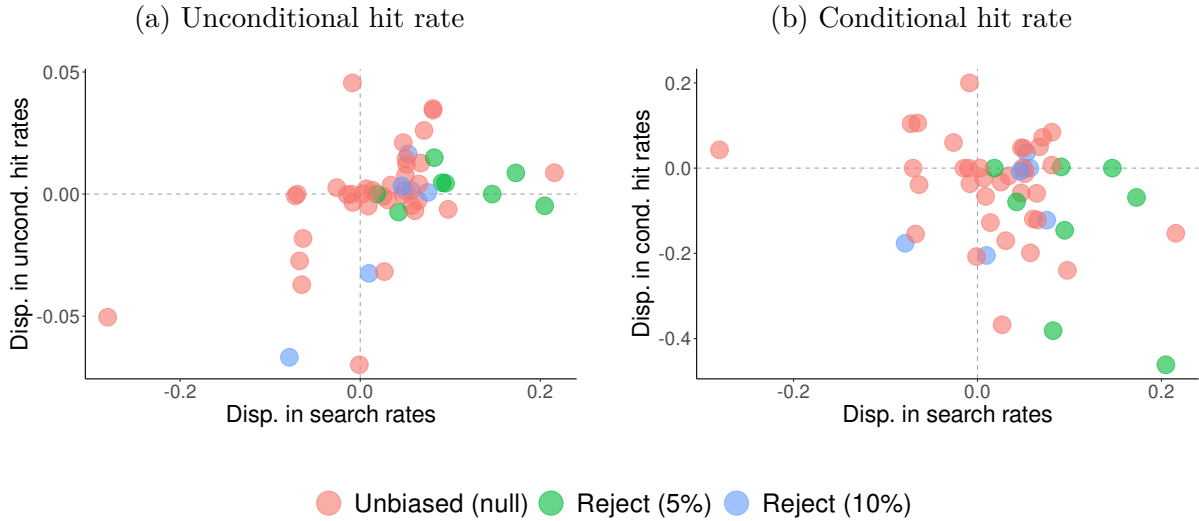 (a) Unconditional hit rate
0.05
0.00
-0.05
-0.2
0.0
0.2
Disp. in uncond. hit rates
Disp. in search rates
(b) Conditional hit rate
0.2
0.0
-0.2
-0.4
-0.2
0.0
0.2
Disp. in cond. hit rates
Disp. in search rates
Unbiased (null) Reject (5%) Reject (10%)